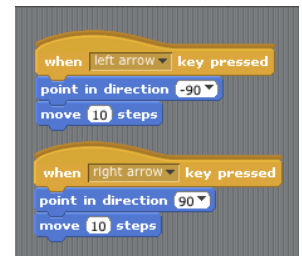 when left arrow key pressed
point in direction -90
move 10 steps
when right arrow key pressed
point in direction 90
move 10 steps